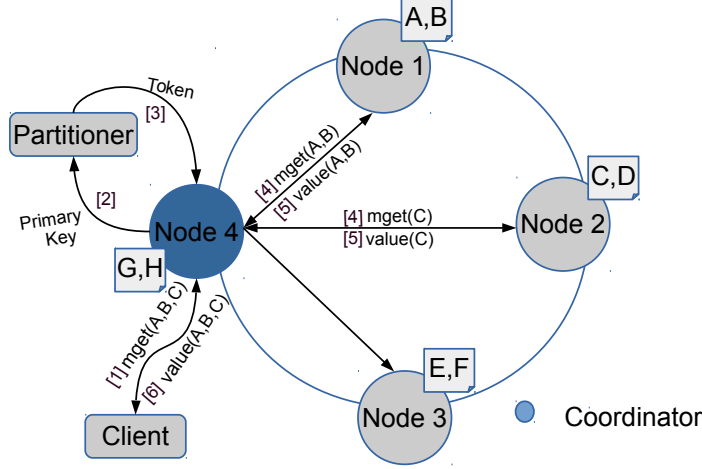 A,B
Node 1
Token
[3]
Partitioner
[4] mget(A,B)
[5] value(A,B)
C,D
[2]
Primary
Key
Node 4
[4] mget(C)
[5] value(C)
Node 2
G,H
[1] mget(A,B,C)
[6] value(A,B,C)
E,F
Node 3
Client
Coordinator